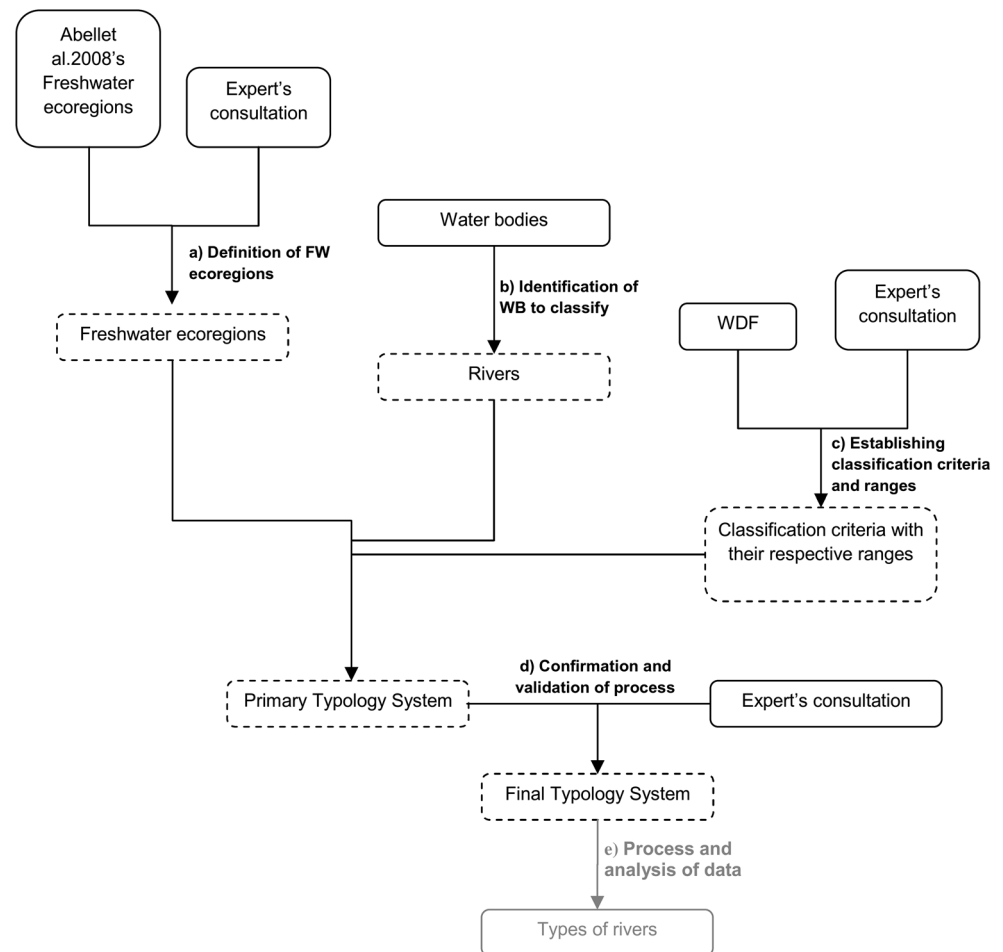 Abellet
al.2008's
Freshwater
ecoregions
Expert's
consultation
a) Definition of FW
ecoregions
Freshwater ecoregions
Water bodies
b) Identification of
WB to classify
Rivers
WDF
Expert's
consultation
c) Establishing
classification criteria
and ranges
Classification criteria with
their respective ranges
Primary Typology System
d) Confirmation and
validation of process
Expert's consultation
Final Typology System
e) Process and
analysis of data
Types of rivers